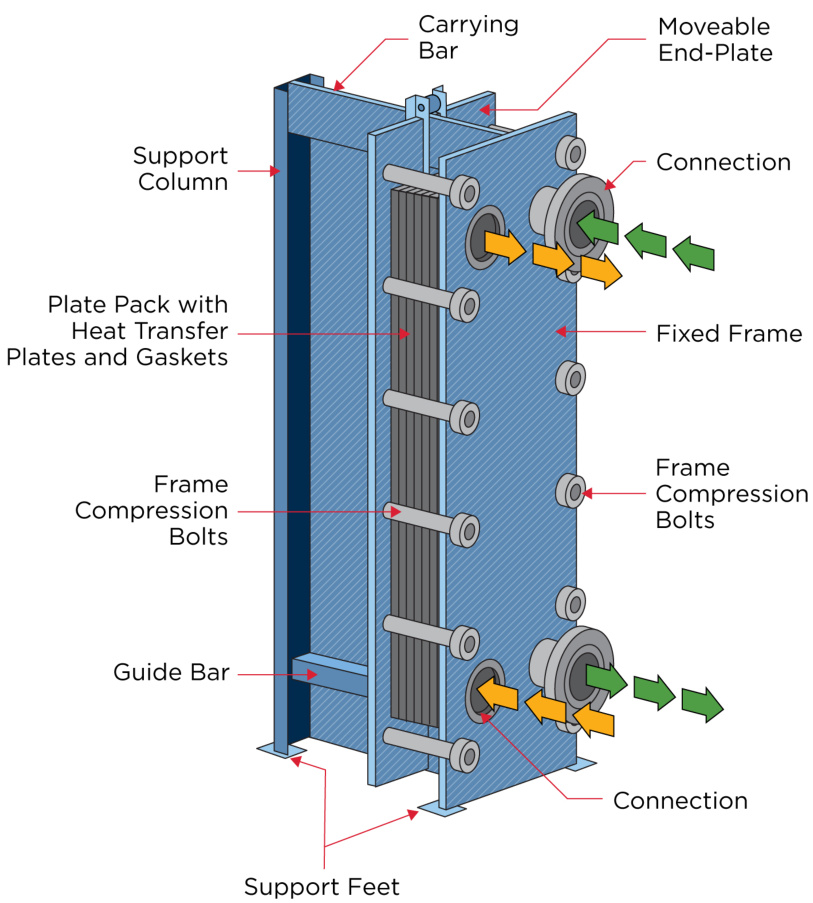 Carrying
Bar
Moveable
End-Plate
Support
Column
Connection
Plate Pack with
Heat Transfer
Plates and Gaskets
Fixed Frame
Frame
Compression
Bolts
Frame
Compression
Bolts
Guide Bar
Connection
Support Feet